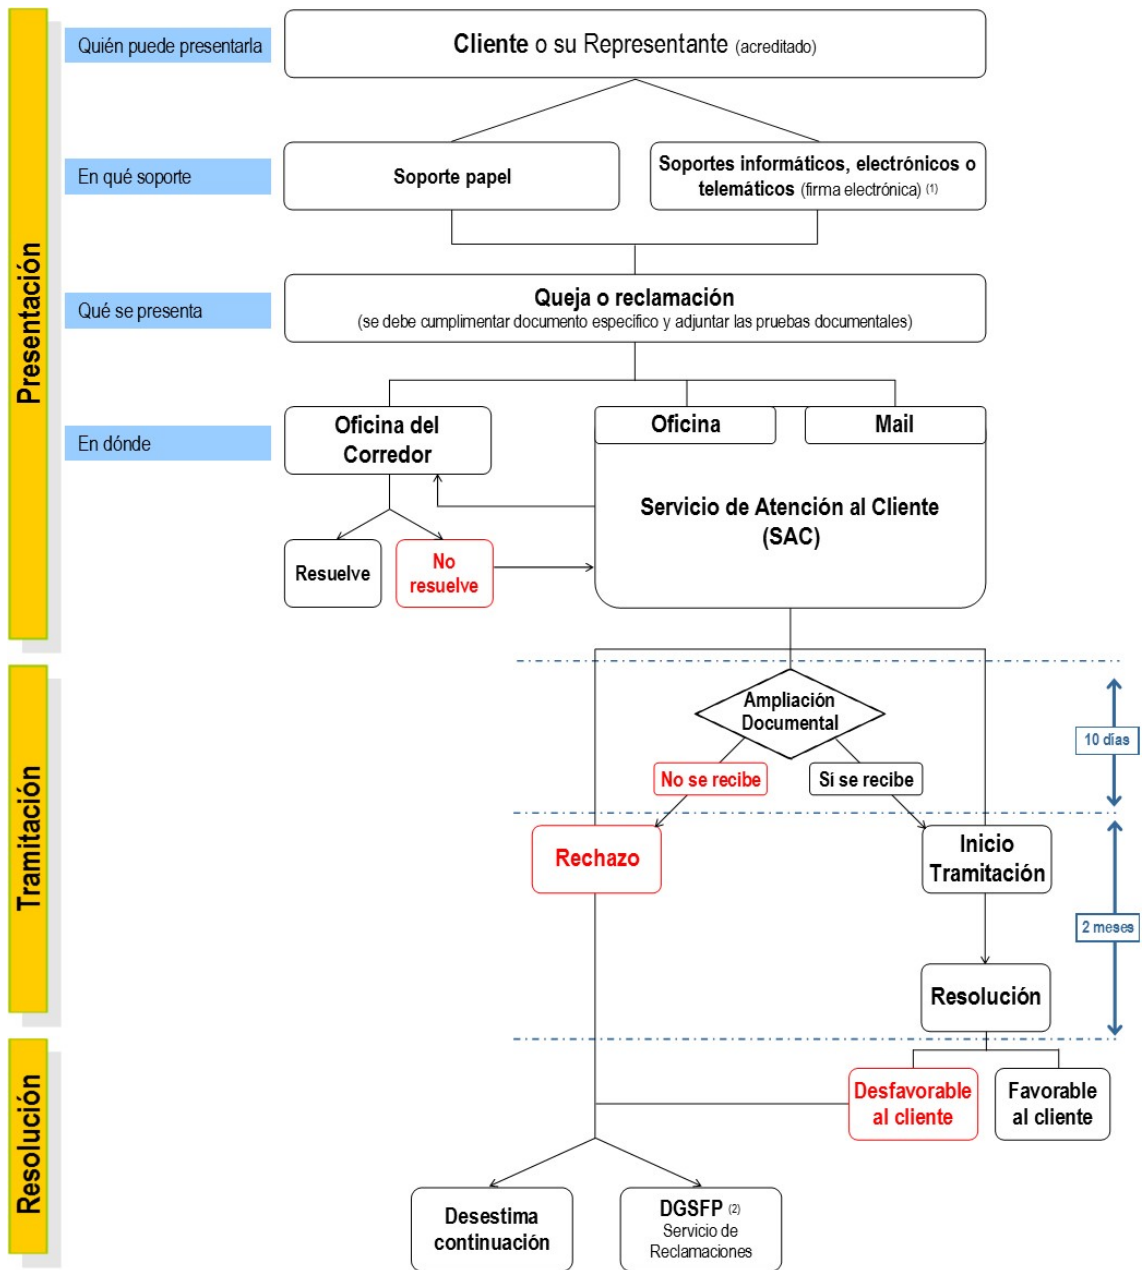 Presentación
Quién puede presentarla
Cliente o su Representante (acreditado)
En qué soporte
Soporte papel
Soportes informáticos, electrónicos o
telemáticos (firma electrónica) (1)
Qué se presenta
Queja o reclamación
(se debe cumplimentar documento específico y adjuntar las pruebas documentales)
En dónde
Oficina del
Corredor
Oficina
Mail
Servicio de Atención al Cliente
(SAC)
Resuelve
No
resuelve
Tramitación
Ampliación
Documental
10 días
No se recibe
Sí se recibe
Rechazo
Inicio
Tramitación
2 meses
Resolución
Resolución
Desfavorable
al cliente
Favorable
al cliente
Desestima
continuación
DGSFP (2)
Servicio de
Reclamaciones